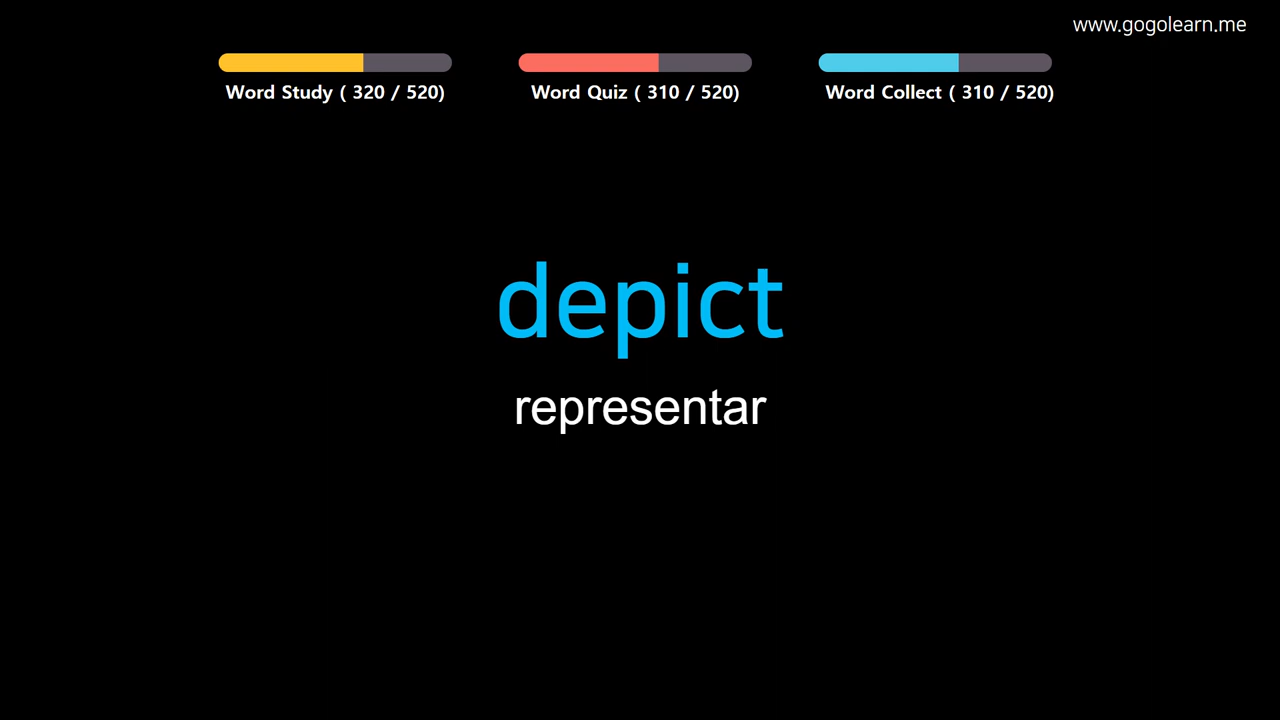 www.gogolearn.me
Word Study ( 320 / 520)
Word Quiz ( 310 / 520)
Word Collect ( 310 / 520)
depict
representar